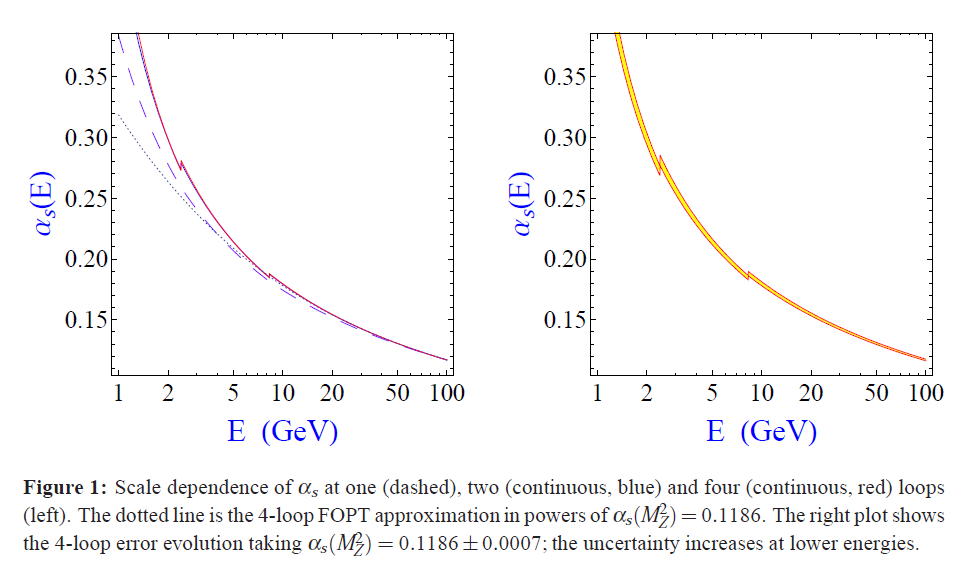 0.35
0.30
0.25
0.20
0.15
αs(E)
1 2 5 10 20 50 100
E (GeV)
0.35
0.30
0.25
0.20
0.15
αs(E)
1 2 5 10 20 50 100
E (GeV)
Figure 1: Scale dependence of αs at one (dashed), two (continuous, blue) and four (continuous, red) loops
(left). The dotted line is the 4-loop FOPT approximation in powers of αs(M²Z) = 0.1186. The right plot shows
the 4-loop error evolution taking αs(M²Z) = 0.1186 ± 0.0007; the uncertainty increases at lower energies.